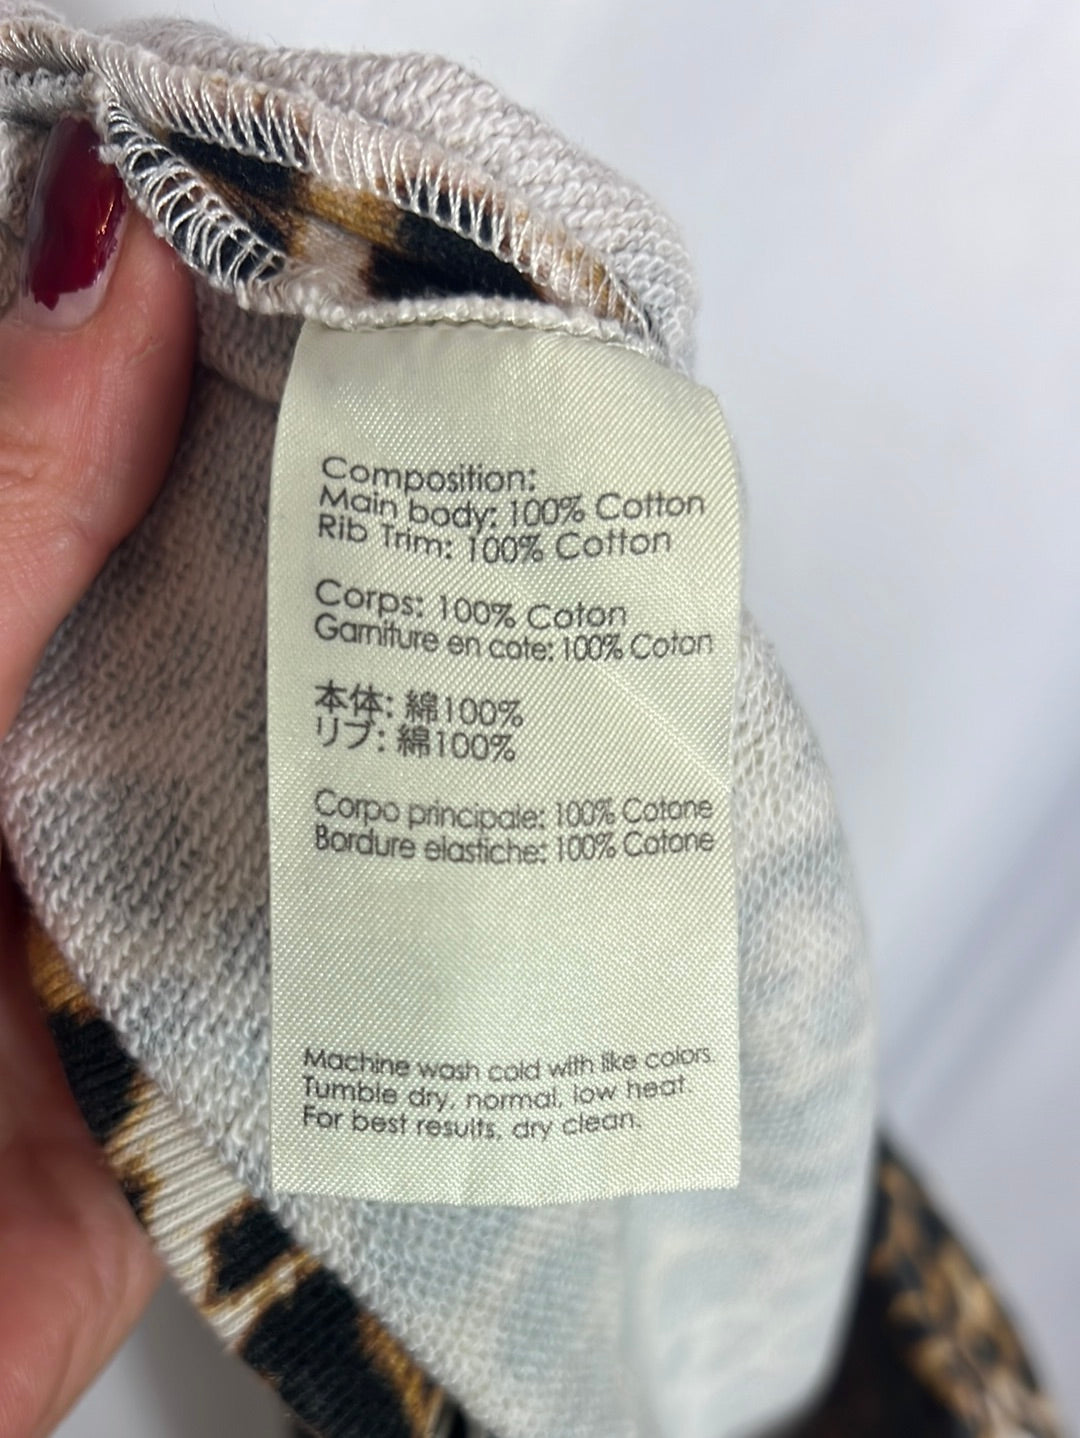 Composition:
Main body: 100% Cotton
Rib Trim: 100% Cotton
Corps: 100% Coton
Garniture en cote: 100% Coton
本体: 綿100%
リブ: 綿100%
Corpo principale: 100% Cotone
Bordure elastiche: 100% Cotone
Machine wash cold with like colors.
Tumble dry, normal, low heat.
For best results, dry clean.